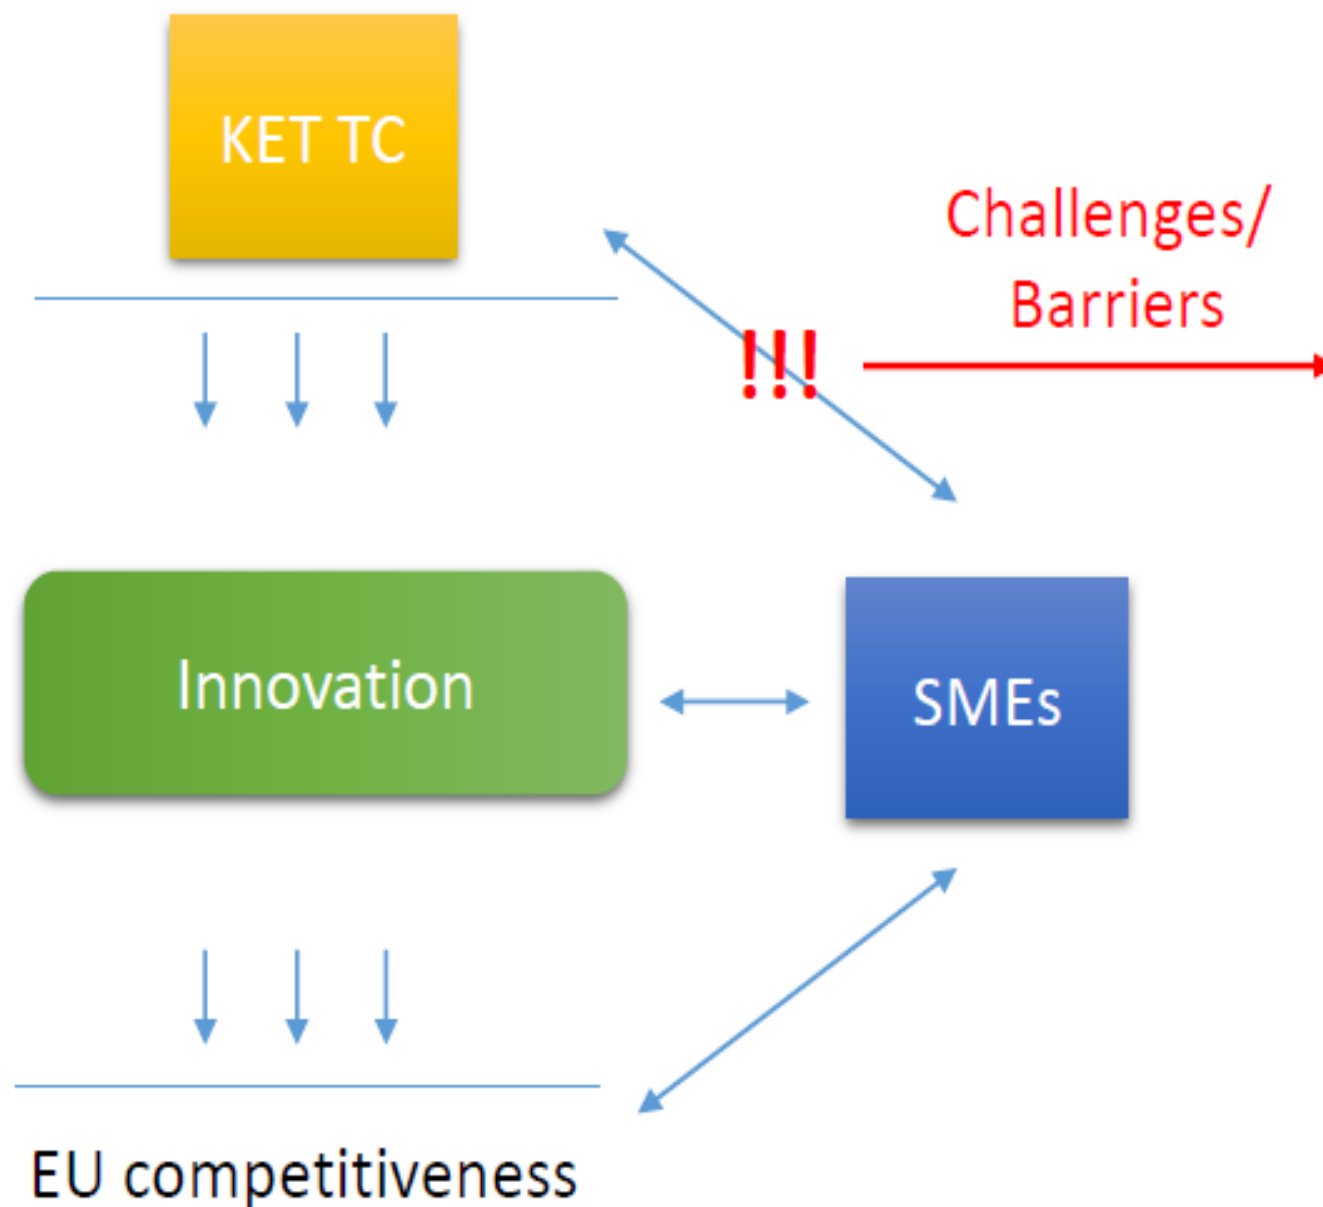 KET TC
Challenges/
Barriers
!!!
Innovation
SMEs
EU competitiveness